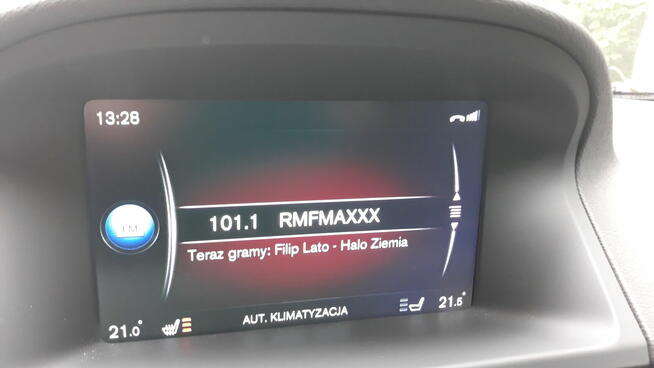 13:28
101.1 RMFMAXXX
FM
Teraz gramy: Filip Lato - Halo Ziemia
21.0° AUT. KLIMATYZACJA 21.5°